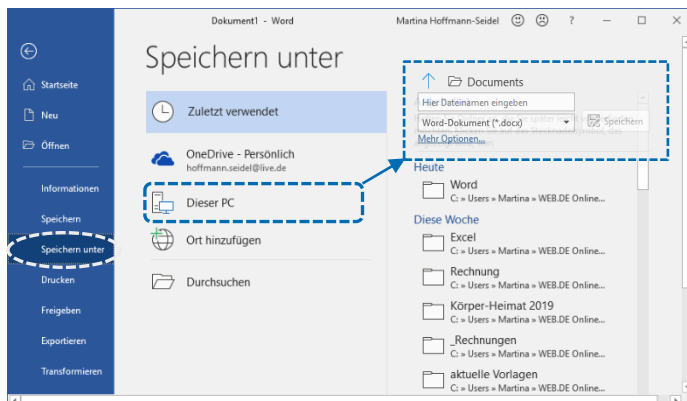 Dokument1 - Word
Martina Hoffmann-Seidel
?
Startseite
Neu
Öffnen
Informationen
Speichern
Speichern unter
Drucken
Freigeben
Exportieren
Transformieren
Speichern unter
Zuletzt verwendet
OneDrive - Persönlich
hoffmann.seidel@live.de
Dieser PC
Ort hinzufügen
Durchsuchen
Documents
Hier Dateinamen eingeben
Word-Dokument (*.docx)
Speichern
Mehr Optionen...
Heute
Word
C: » Users » Martina » WEB.DE Online...
Diese Woche
Excel
C: » Users » Martina » WEB.DE Online...
Rechnung
C: » Users » Martina » WEB.DE Online...
Körper-Heimat 2019
C: » Users » Martina » WEB.DE Online...
_Rechnungen
C: » Users » Martina » WEB.DE Online...
aktuelle Vorlagen
C: » Users » Martina » WEB.DE Online...